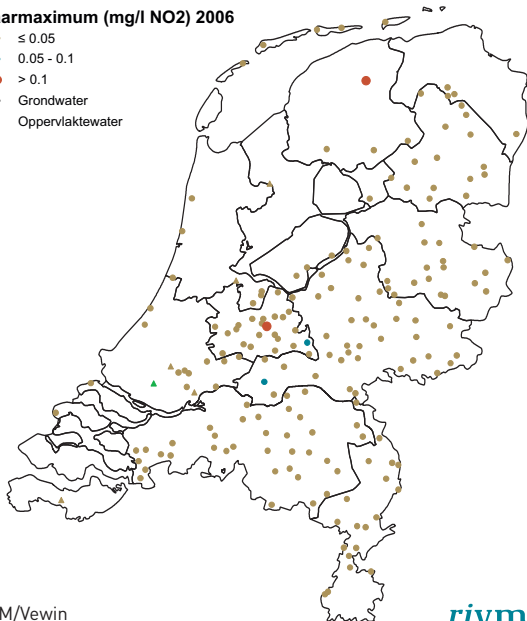 armaximum (mg/l NO2) 2006
≤ 0.05
0.05 - 0.1
> 0.1
Grondwater
Oppervlaktewater
M/Vewin
rivm